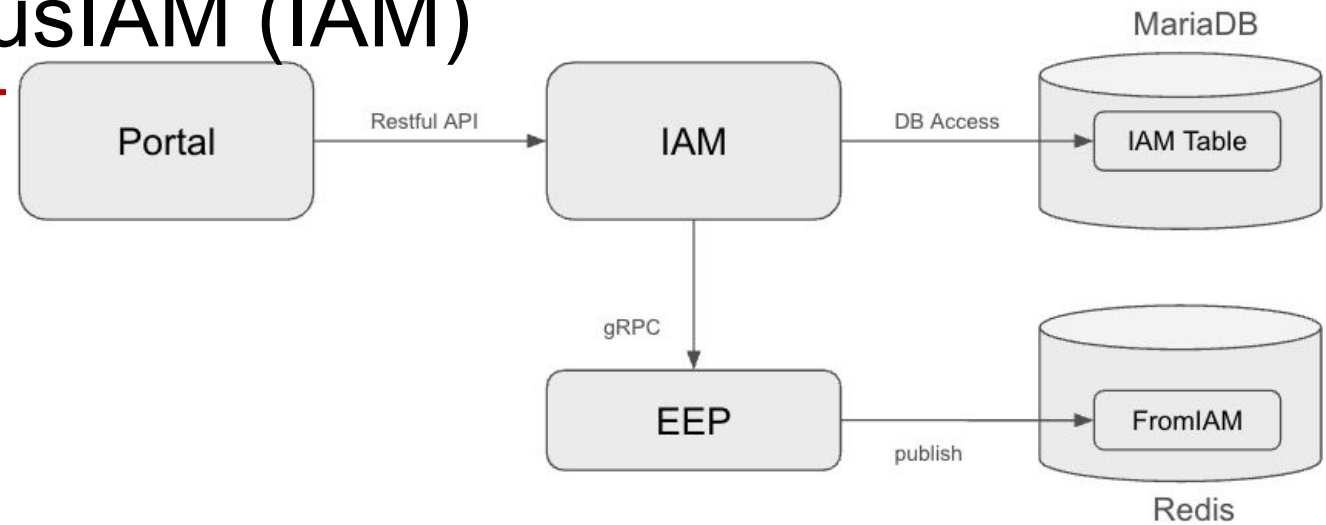 usIAM (IAM)
MariaDB
Portal
Restful API
IAM
DB Access
IAM Table
gRPC
EEP
publish
FromIAM
Redis